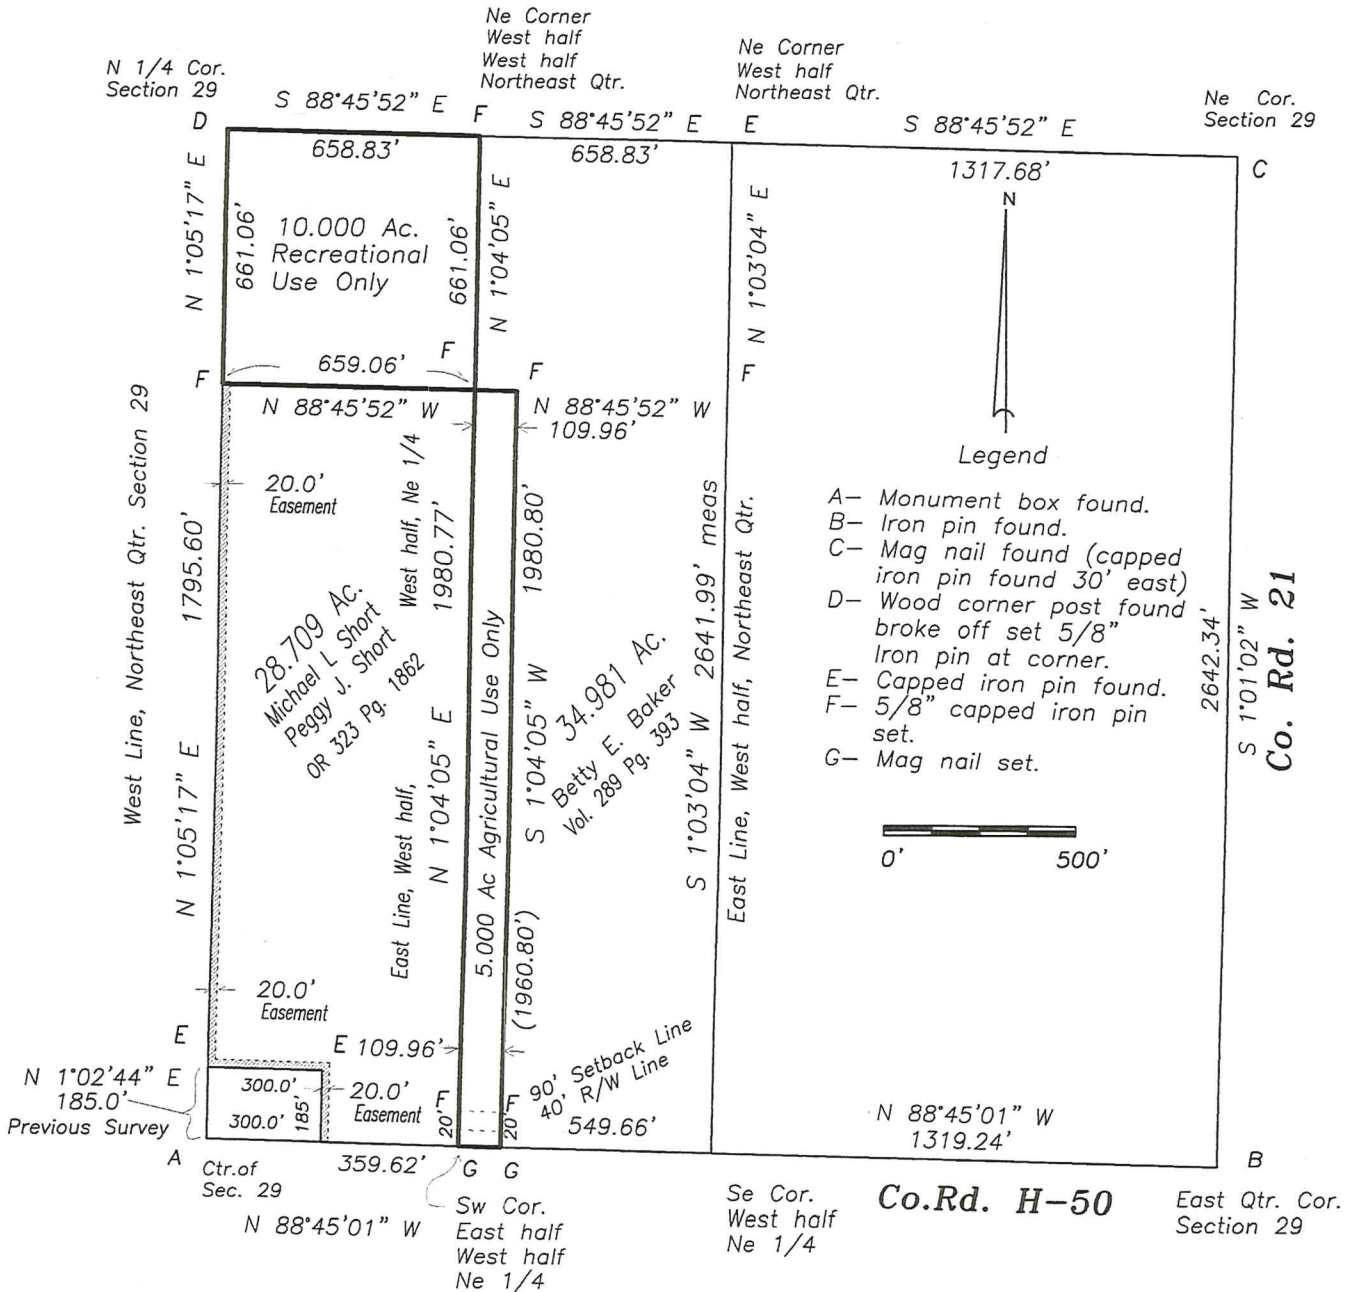 Ne Corner
West half
West half
Northeast Qtr.
Ne Corner
West half
Northeast Qtr.
N 1/4 Cor.
Section 29
Ne Cor.
Section 29
D
S 88°45'52" E
F
S 88°45'52" E
E
S 88°45'52" E
C
658.83'
658.83'
1317.68'
N 1°05'17" E
661.06'
10.000 Ac.
Recreational
Use Only
661.06'
N 1°04'05" E
N 1°03'04" E
N
F
659.06'
F
F
F
N 88°45'52" W
N 88°45'52" W
109.96'
Legend
A- Monument box found.
B- Iron pin found.
C- Mag nail found (capped
iron pin found 30' east)
D- Wood corner post found
broke off set 5/8"
Iron pin at corner.
E- Capped iron pin found.
F- 5/8" capped iron pin
set.
G- Mag nail set.
0'
500'
West Line, Northeast Qtr. Section 29
1795.60'
N 1°05'17" E
20.0'
Easement
28.709 Ac.
Michael L Short
Peggy J. Short
OR 323 Pg. 1862
East Line, West half,
West half, Ne 1/4
N 1°04'05" E
1980.77'
5.000 Ac Agricultural Use Only
1980.80'
S 1°04'05" W
(1960.80')
34.981 Ac.
Betty E. Baker
Vol. 289 Pg. 393
S 1°03'04" W
2641.99' meas
East Line, West half, Northeast Qtr.
2642.34'
S 1°01'02" W
Co. Rd. 21
20.0'
Easement
E
E
109.96'
90' Setback Line
40' R/W Line
N 1°02'44" E
185.0'
Previous Survey
300.0'
300.0'
185'
20.0'
Easement
F
20'
F
20'
549.66'
N 88°45'01" W
1319.24'
A
Ctr.of
Sec. 29
359.62'
G
G
B
N 88°45'01" W
Sw Cor.
East half
West half
Ne 1/4
Se Cor.
West half
Ne 1/4
Co.Rd. H-50
East Qtr. Cor.
Section 29